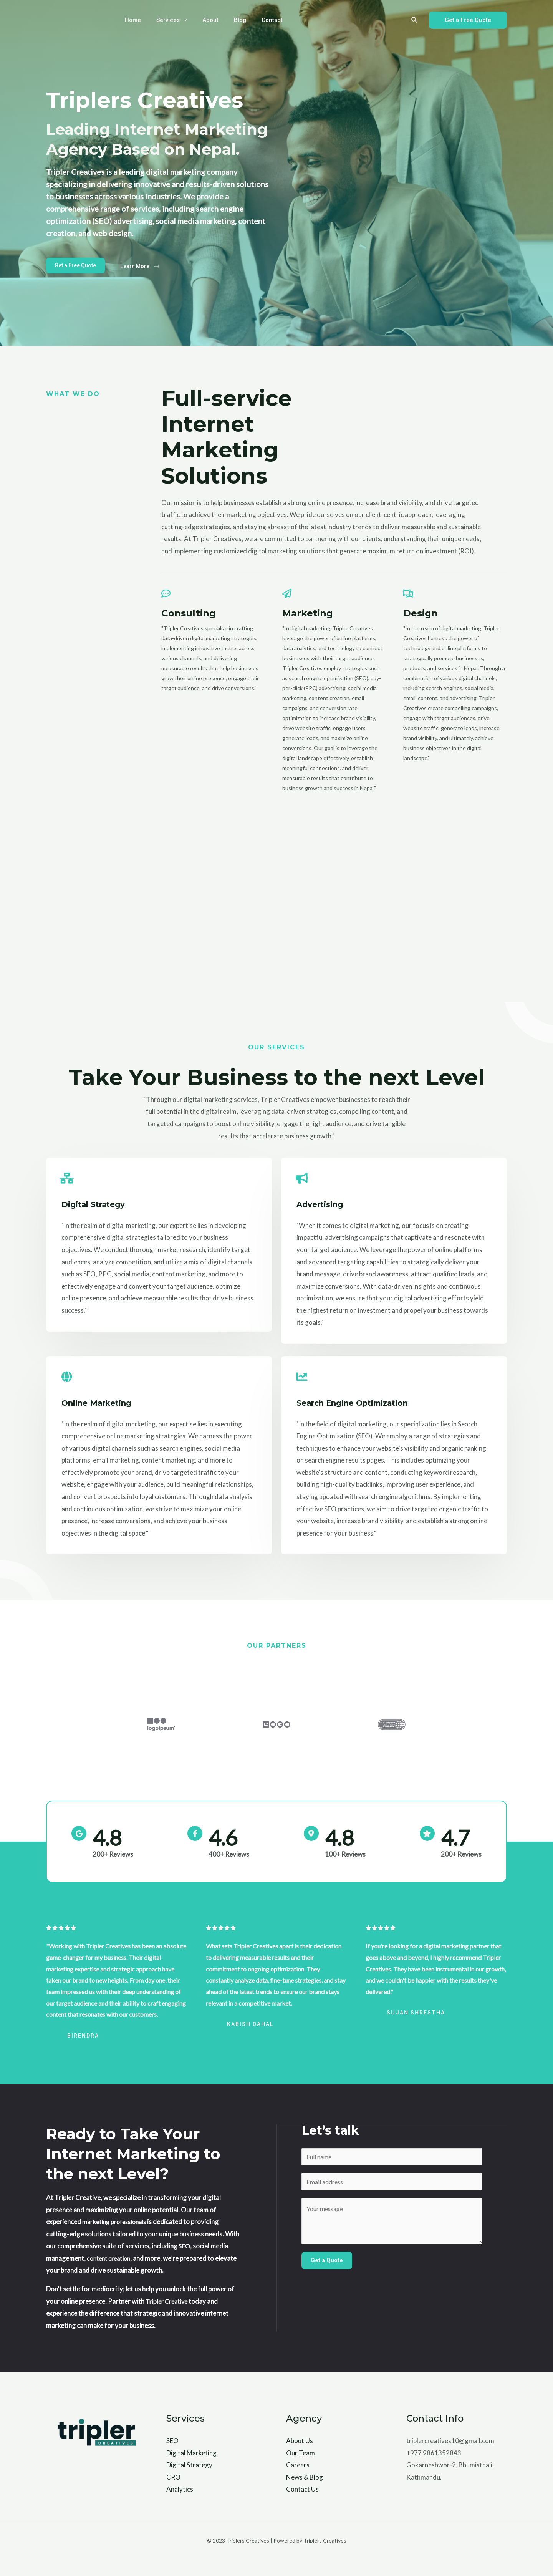 Home Services About Blog Contact Get a Free Quote
Triplers Creatives
Leading Internet Marketing
Agency Based on Nepal.
Tripler Creatives is a leading digital marketing company
specializing in delivering innovative and results-driven solutions
to businesses across various industries. We provide a
comprehensive range of services, including search engine
optimization (SEO) advertising, social media marketing, content
creation, and web design.
Get a Free Quote Learn More →
WHAT WE DO
Full-service
Internet
Marketing
Solutions
Our mission is to help businesses establish a strong online presence, increase brand visibility, and drive targeted
traffic to achieve their marketing objectives. We pride ourselves on our client-centric approach, leveraging
cutting-edge strategies, and staying abreast of the latest industry trends to deliver measurable and sustainable
results. At Tripler Creatives, we are committed to partnering with our clients, understanding their unique needs,
and implementing customized digital marketing solutions that generate maximum return on investment (ROI).
Consulting
"Tripler Creatives specialize in crafting
data-driven digital marketing strategies,
implementing innovative tactics across
various channels, and delivering
measurable results that help businesses
grow their online presence, engage their
target audience, and drive conversions."
Marketing
"In digital marketing, Tripler Creatives
leverage the power of online platforms,
data analytics, and technology to connect
businesses with their target audience.
Tripler Creatives employ strategies such
as search engine optimization (SEO), pay-
per-click (PPC) advertising, social media
marketing, content creation, email
campaigns, and conversion rate
optimization to increase brand visibility,
drive website traffic, engage users,
generate leads, and maximize online
conversions. Our goal is to leverage the
digital landscape effectively, establish
meaningful connections, and deliver
measurable results that contribute to
business growth and success in Nepal."
Design
"In the realm of digital marketing, Tripler
Creatives harness the power of
technology and online platforms to
strategically promote businesses,
products, and services in Nepal. Through a
combination of various digital channels,
including search engines, social media,
email, content, and advertising, Tripler
Creatives create compelling campaigns,
engage with target audiences, drive
website traffic, generate leads, increase
brand visibility, and ultimately, achieve
business objectives in the digital
landscape."
OUR SERVICES
Take Your Business to the next Level
"Through our digital marketing services, Tripler Creatives empower businesses to reach their
full potential in the digital realm, leveraging data-driven strategies, compelling content, and
targeted campaigns to boost online visibility, engage the right audience, and drive tangible
results that accelerate business growth."
Digital Strategy
"In the realm of digital marketing, our expertise lies in developing
comprehensive digital strategies tailored to your business
objectives. We conduct thorough market research, identify target
audiences, analyze competition, and utilize a mix of digital channels
such as SEO, PPC, social media, content marketing, and more to
effectively engage and convert your target audience, optimize
online presence, and achieve measurable results that drive business
success."
Advertising
"When it comes to digital marketing, our focus is on creating
impactful advertising campaigns that captivate and resonate with
your target audience. We leverage the power of online platforms
and advanced targeting capabilities to strategically deliver your
brand message, drive brand awareness, attract qualified leads, and
maximize conversions. With data-driven insights and continuous
optimization, we ensure that your digital advertising efforts yield
the highest return on investment and propel your business towards
its goals."
Online Marketing
"In the realm of digital marketing, our expertise lies in executing
comprehensive online marketing strategies. We harness the power
of various digital channels such as search engines, social media
platforms, email marketing, content marketing, and more to
effectively promote your brand, drive targeted traffic to your
website, engage with your audience, build meaningful relationships,
and convert prospects into loyal customers. Through data analysis
and continuous optimization, we strive to maximize your online
presence, increase conversions, and achieve your business
objectives in the digital space."
Search Engine Optimization
"In the field of digital marketing, our specialization lies in Search
Engine Optimization (SEO). We employ a range of strategies and
techniques to enhance your website's visibility and organic ranking
on search engine results pages. This includes optimizing your
website's structure and content, conducting keyword research,
building high-quality backlinks, improving user experience, and
staying updated with search engine algorithms. By implementing
effective SEO practices, we aim to drive targeted organic traffic to
your website, increase brand visibility, and establish a strong online
presence for your business."
OUR PARTNERS
logoipsum
LOGO
4.8 4.6 4.8 4.7
200+ Reviews 400+ Reviews 100+ Reviews 200+ Reviews
"Working with Tripler Creatives has been an absolute
game-changer for my business. Their digital
marketing expertise and strategic approach have
taken our brand to new heights. From day one, their
team impressed us with their deep understanding of
our target audience and their ability to craft engaging
content that resonates with our customers.
BIRENDRA
What sets Tripler Creatives apart is their dedication
to delivering measurable results and their
commitment to ongoing optimization. They
constantly analyze data, fine-tune strategies, and stay
ahead of the latest trends to ensure our brand stays
relevant in a competitive market.
KABISH DAHAL
If you're looking for a digital marketing partner that
goes above and beyond, I highly recommend Tripler
Creatives. They have been instrumental in our growth,
and we couldn't be happier with the results they've
delivered."
SUJAN SHRESTHA
Ready to Take Your
Internet Marketing to
the next Level?
At Tripler Creative, we specialize in transforming your digital
presence and maximizing your online potential. Our team of
experienced marketing professionals is dedicated to providing
cutting-edge solutions tailored to your unique business needs. With
our comprehensive suite of services, including SEO, social media
management, content creation, and more, we're prepared to elevate
your brand and drive sustainable growth.
Don't settle for mediocrity; let us help you unlock the full power of
your online presence. Partner with Tripler Creative today and
experience the difference that strategic and innovative internet
marketing can make for your business.
Let's talk
Full name
Email address
Your message
Get a Quote
tripler
CREATIVES
Services
SEO
Digital Marketing
Digital Strategy
CRO
Analytics
Agency
About Us
Our Team
Careers
News & Blog
Contact Us
Contact Info
triplercreatives10@gmail.com
+977 9861352843
Gokarneshwor-2, Bhumisthali,
Kathmandu.
© 2023 Triplers Creatives | Powered by Triplers Creatives